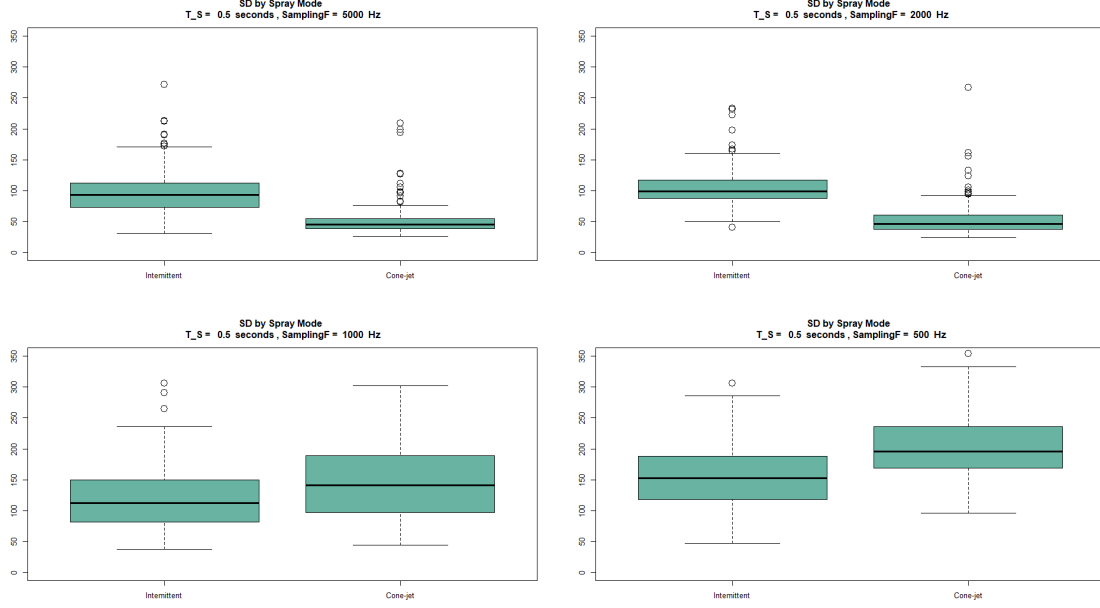 SD by Spray Mode
T_S = 0.5 seconds , SamplingF = 5000 Hz
350
300
250
200
150
100
50
0
Intemittent
Cone-jet
SD by Spray Mode
T_S = 0.5 seconds , SamplingF = 2000 Hz
350
300
250
200
150
100
50
0
Intemittent
Cone-jet
SD by Spray Mode
T_S = 0.5 seconds , SamplingF = 1000 Hz
350
300
250
200
150
100
50
0
Intemittent
Cone-jet
SD by Spray Mode
T_S = 0.5 seconds , SamplingF = 500 Hz
350
300
250
200
150
100
50
0
Intemittent
Cone-jet